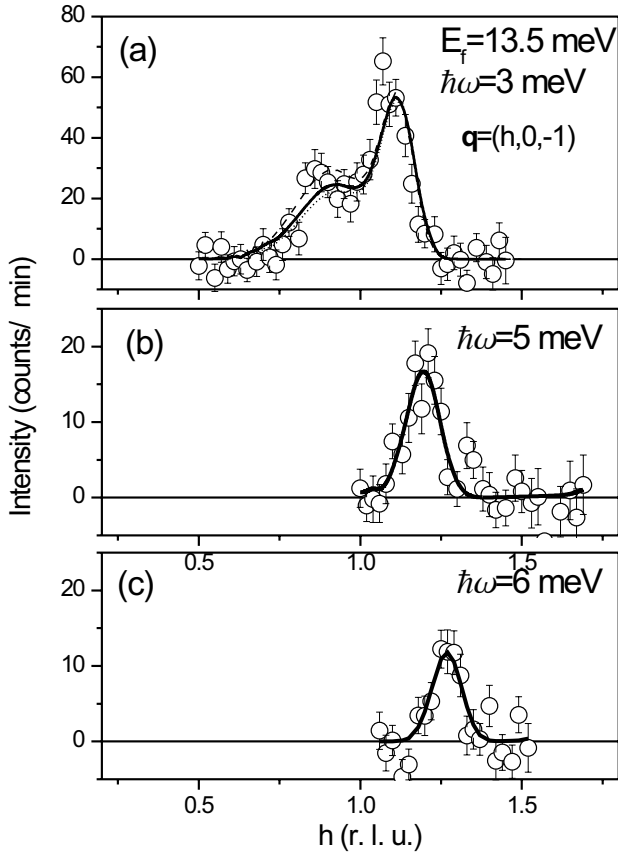 80
(a)
E_f=13.5 meV
ħω=3 meV
60
q=(h,0,-1)
40
20
0
(b)
ħω=5 meV
20
10
0
0.5 1.0 1.5
(c)
ħω=6 meV
20
10
0
0.5 1.0 1.5
h (r. l. u.)
Intensity (counts/ min)